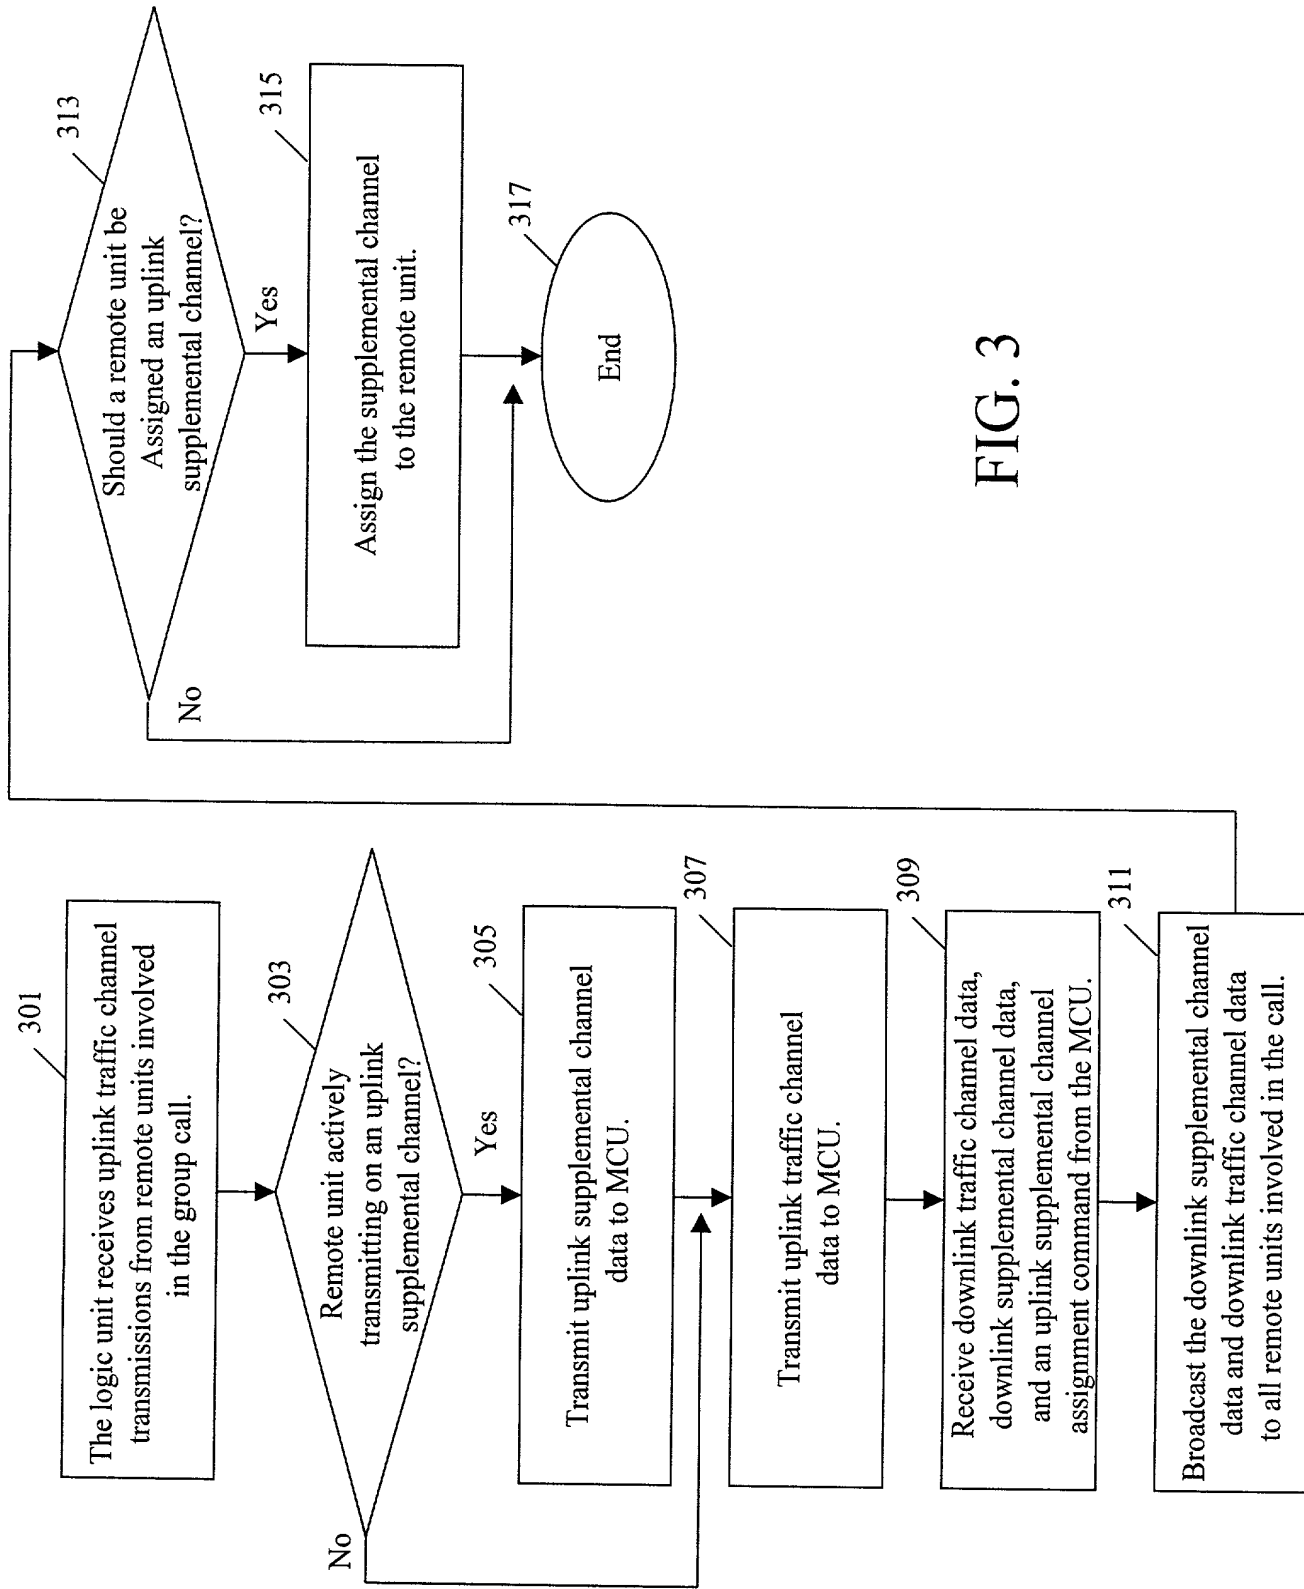 301
The logic unit receives uplink traffic channel
transmissions from remote units involved
in the group call.
303
Remote unit actively
transmitting on an uplink
supplemental channel?
No
Yes
305
Transmit uplink supplemental channel
data to MCU.
307
Transmit uplink traffic channel
data to MCU.
309
Receive downlink traffic channel data,
downlink supplemental channel data,
and an uplink supplemental channel
assignment command from the MCU.
311
Broadcast the downlink supplemental channel
data and downlink traffic channel data
to all remote units involved in the call.
313
Should a remote unit be
Assigned an uplink
supplemental channel?
No
Yes
315
Assign the supplemental channel
to the remote unit.
317
End
FIG. 3